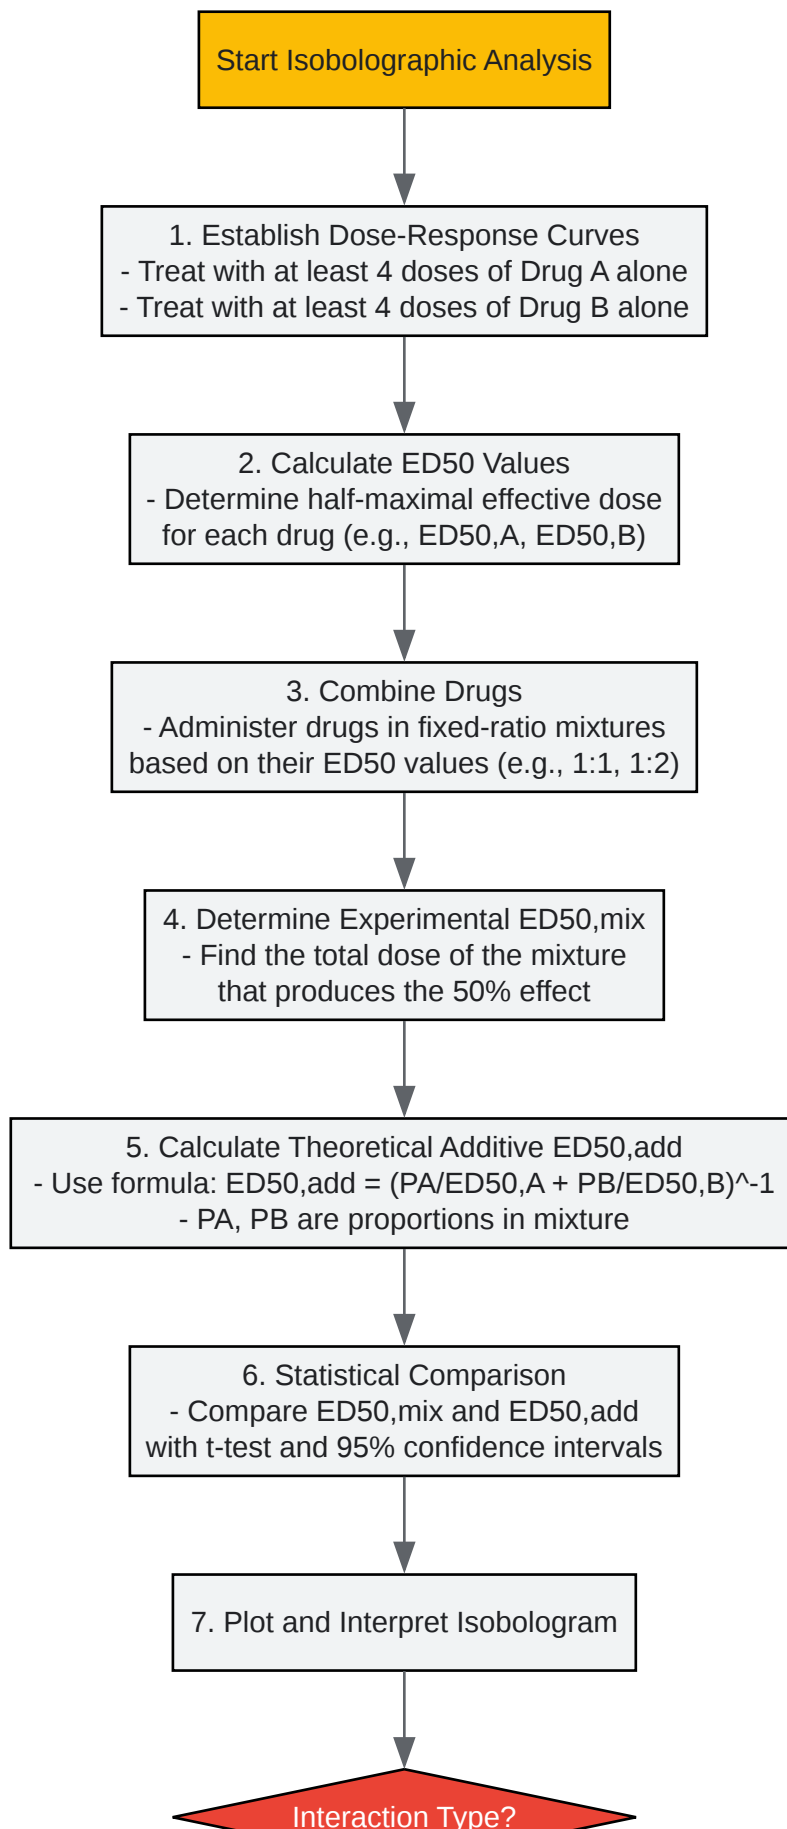 Start Isobolographic Analysis
1. Establish Dose-Response Curves
- Treat with at least 4 doses of Drug A alone
- Treat with at least 4 doses of Drug B alone
2. Calculate ED50 Values
- Determine half-maximal effective dose
for each drug (e.g., ED50,A, ED50,B)
3. Combine Drugs
- Administer drugs in fixed-ratio mixtures
based on their ED50 values (e.g., 1:1, 1:2)
4. Determine Experimental ED50,mix
- Find the total dose of the mixture
that produces the 50% effect
5. Calculate Theoretical Additive ED50,add
- Use formula: ED50,add = (PA/ED50,A + PB/ED50,B)^-1
- PA, PB are proportions in mixture
6. Statistical Comparison
- Compare ED50,mix and ED50,add
with t-test and 95% confidence intervals
7. Plot and Interpret Isobologram
Interaction Type?